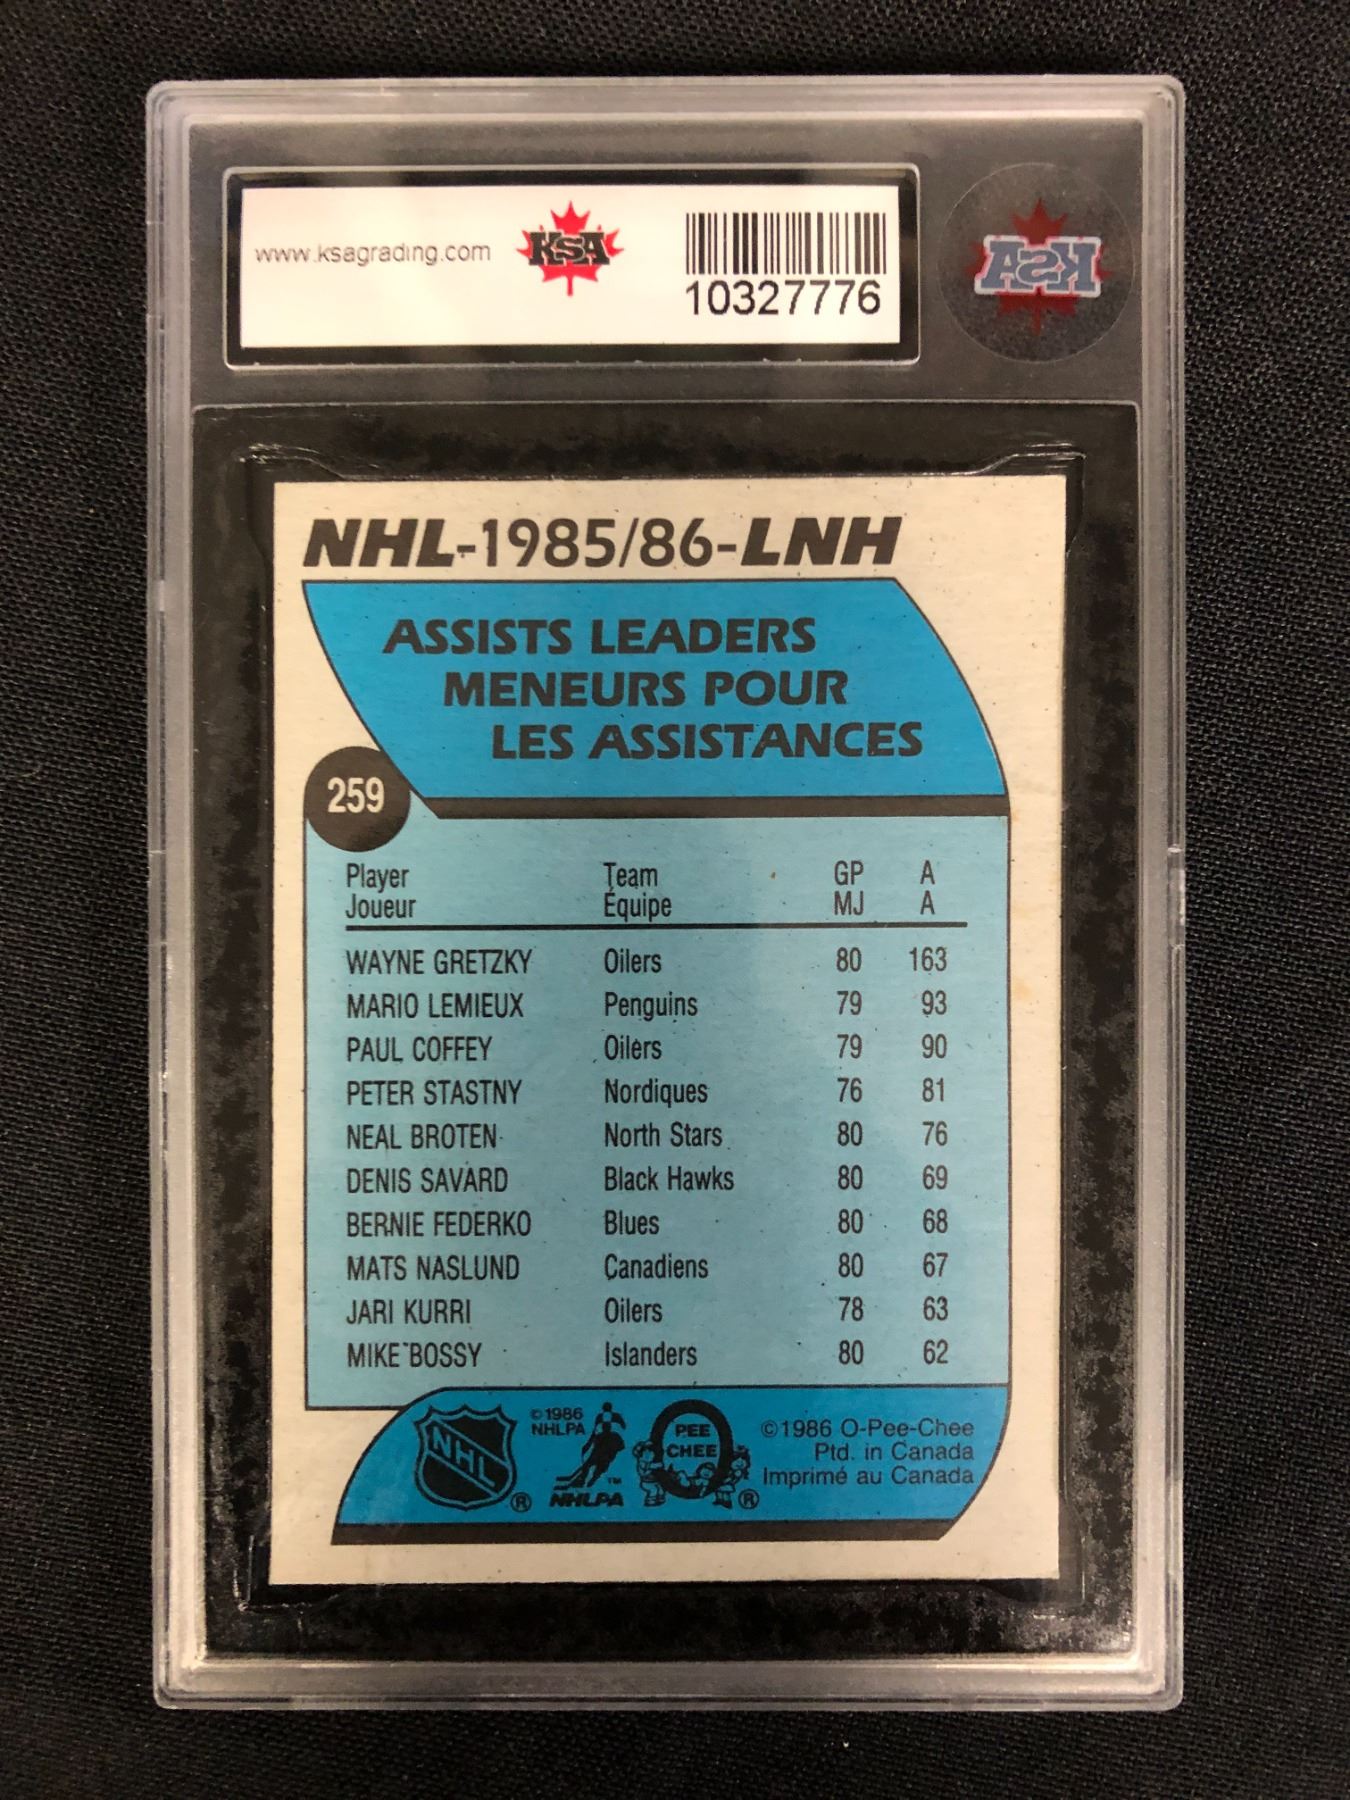 www.ksagrading.com
KSA
10327776
KSA
NHL-1985/86-LNH
ASSISTS LEADERS
MENEURS POUR
LES ASSISTANCES
259
Player Team GP A
Joueur Équipe MJ A
WAYNE GRETZKY Oilers 80 163
MARIO LEMIEUX Penguins 79 93
PAUL COFFEY Oilers 79 90
PETER STASTNY Nordiques 76 81
NEAL BROTEN North Stars 80 76
DENIS SAVARD Black Hawks 80 69
BERNIE FEDERKO Blues 80 68
MATS NASLUND Canadiens 80 67
JARI KURRI Oilers 78 63
MIKE BOSSY Islanders 80 62
NHL ®
©1986
NHLPA
TM
NHLPA
O
PEE
CHEE
®
©1986 O-Pee-Chee
Ptd. in Canada
Imprimé au Canada